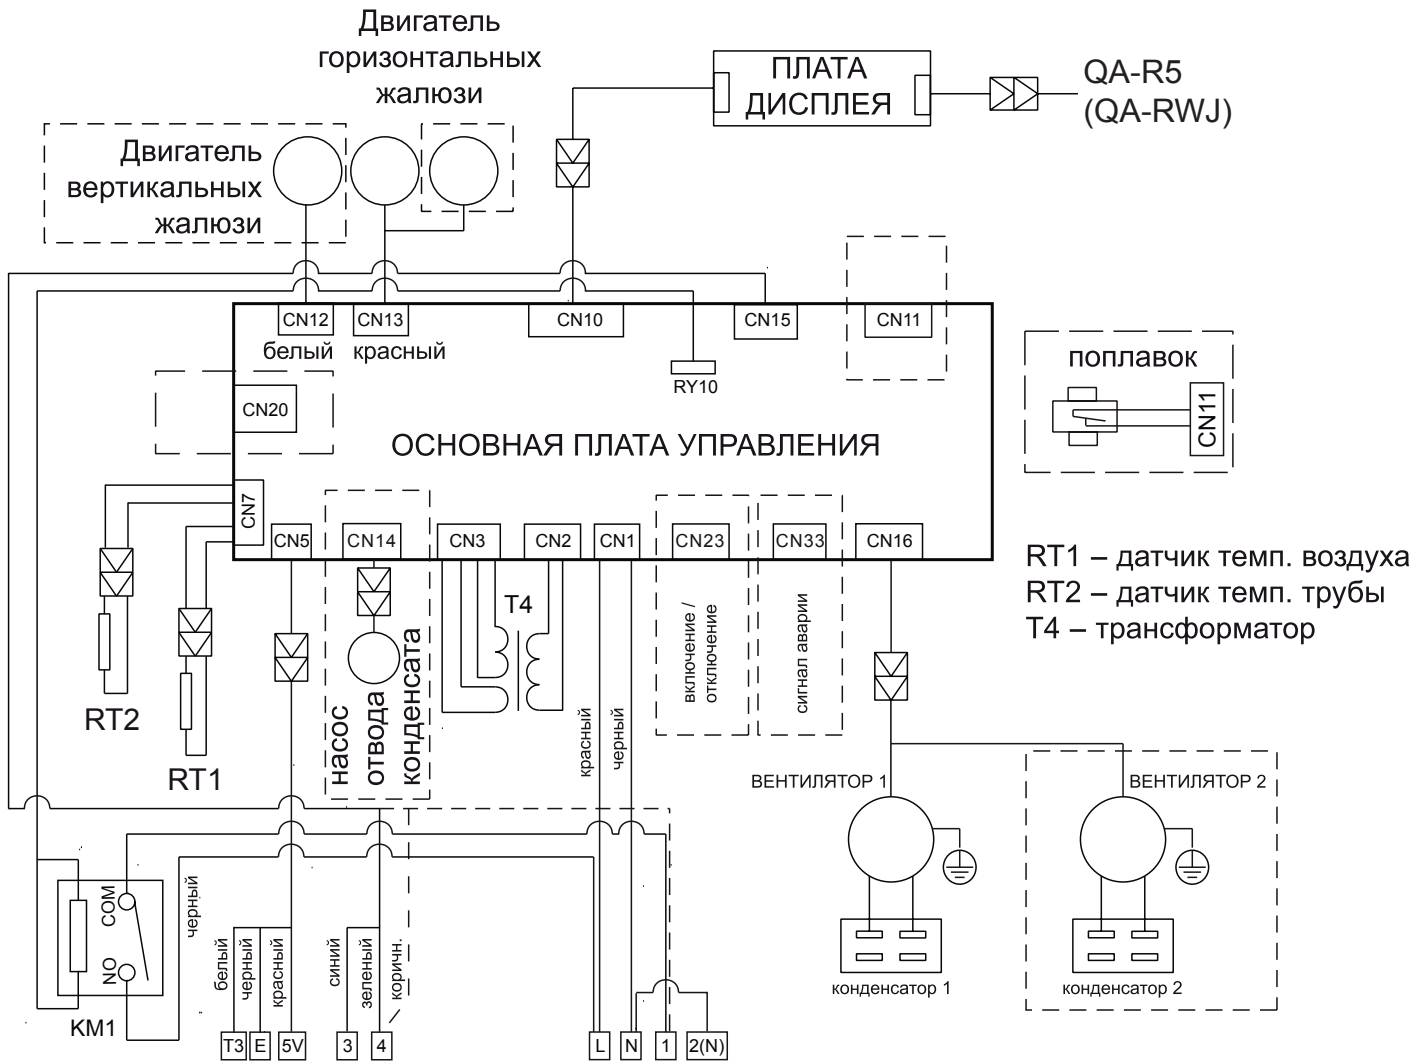 Двигатель
горизонтальных
жалюзи
ПЛАТА
ДИСПЛЕЯ
QA-R5
(QA-RWJ)
Двигатель
вертикальных
жалюзи
CN12
CN13
CN10
CN15
CN11
белый
красный
RY10
поплавок
CN11
CN20
ОСНОВНАЯ ПЛАТА УПРАВЛЕНИЯ
CN7
CN5
CN14
CN3
CN2
CN1
CN23
CN33
CN16
RT1 – датчик темп. воздуха
RT2 – датчик темп. трубы
T4 – трансформатор
T4
включение /
отключение
сигнал аварии
насос
отвода
конденсата
RT2
RT1
красный
черный
ВЕНТИЛЯТОР 1
ВЕНТИЛЯТОР 2
COM
NO
черный
KM1
белый
черный
красный
синий
зеленый
коричн.
конденсатор 1
конденсатор 2
T3
E
5V
3
4
L
N
1
2(N)